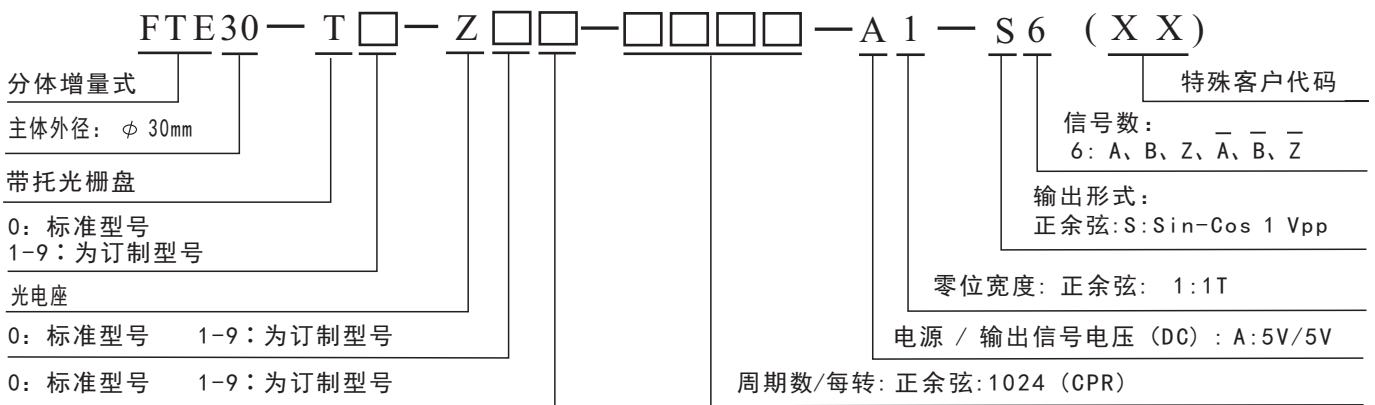 FTE30— T□— Z□□—□□□□—A 1 — S 6 ( X X )
分体增量式
特殊客户代码
主体外径： φ 30mm
信号数：
6: A、B、Z、A̅、B̅、Z̅
带托光栅盘
输出形式：
正余弦:S:Sin-Cos 1 Vpp
0: 标准型号
1-9：为订制型号
光电座
零位宽度: 正余弦: 1:1T
0: 标准型号 1-9：为订制型号
电源 / 输出信号电压 (DC) : A:5V/5V
0: 标准型号 1-9：为订制型号
周期数/每转: 正余弦:1024 (CPR)